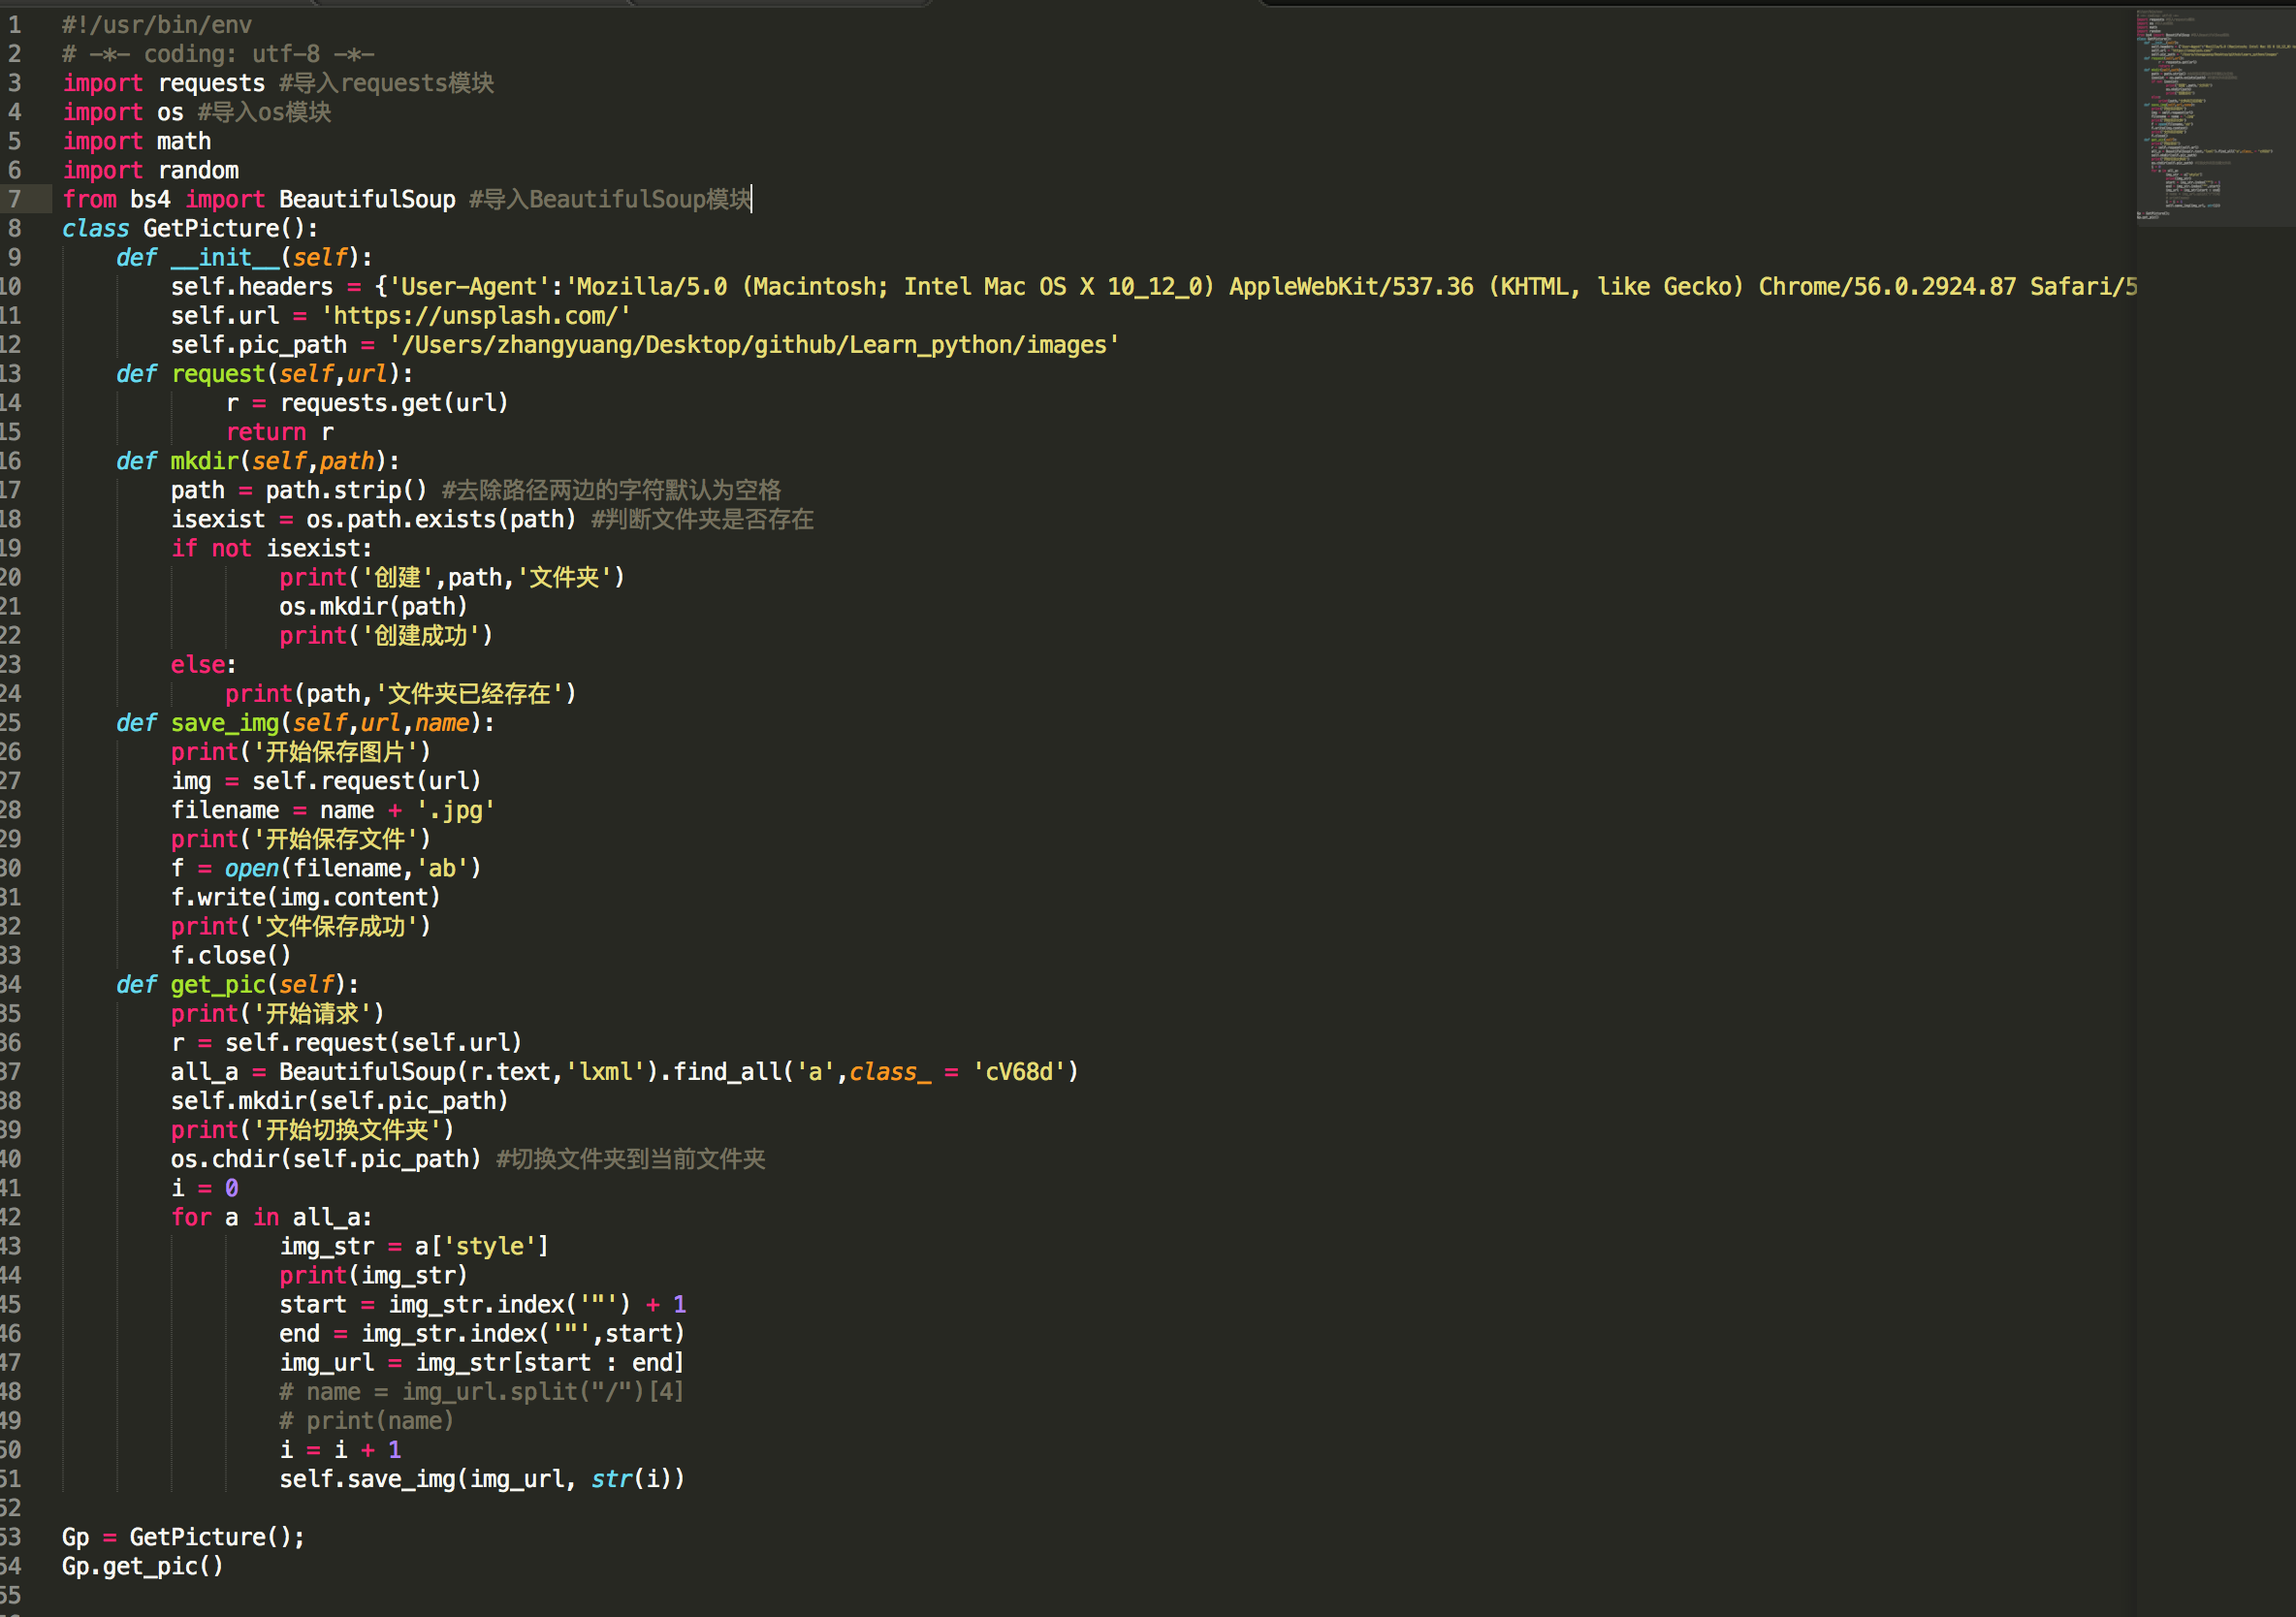 1 #!/usr/bin/env
2 # -*- coding: utf-8 -*-
3 import requests #导入requests模块
4 import os #导入os模块
5 import math
6 import random
7 from bs4 import BeautifulSoup #导入BeautifulSoup模块
8 class GetPicture():
9     def __init__(self):
10         self.headers = {'User-Agent':'Mozilla/5.0 (Macintosh; Intel Mac OS X 10_12_0) AppleWebKit/537.36 (KHTML, like Gecko) Chrome/56.0.2924.87 Safari/5
11         self.url = 'https://unsplash.com/'
12         self.pic_path = '/Users/zhangyuang/Desktop/github/Learn_python/images'
13     def request(self,url):
14             r = requests.get(url)
15             return r
16     def mkdir(self,path):
17         path = path.strip() #去除路径两边的字符默认为空格
18         isexist = os.path.exists(path) #判断文件夹是否存在
19         if not isexist:
20                 print('创建',path,'文件夹')
21                 os.mkdir(path)
22                 print('创建成功')
23         else:
24             print(path,'文件夹已经存在')
25     def save_img(self,url,name):
26         print('开始保存图片')
27         img = self.request(url)
28         filename = name + '.jpg'
29         print('开始保存文件')
30         f = open(filename,'ab')
31         f.write(img.content)
32         print('文件保存成功')
33         f.close()
34     def get_pic(self):
35         print('开始请求')
36         r = self.request(self.url)
37         all_a = BeautifulSoup(r.text,'lxml').find_all('a',class_ = 'cV68d')
38         self.mkdir(self.pic_path)
39         print('开始切换文件夹')
40         os.chdir(self.pic_path) #切换文件夹到当前文件夹
41         i = 0
42         for a in all_a:
43                 img_str = a['style']
44                 print(img_str)
45                 start = img_str.index('"') + 1
46                 end = img_str.index('"',start)
47                 img_url = img_str[start : end]
48                 # name = img_url.split("/")[4]
49                 # print(name)
50                 i = i + 1
51                 self.save_img(img_url, str(i))
52
53 Gp = GetPicture();
54 Gp.get_pic()
55